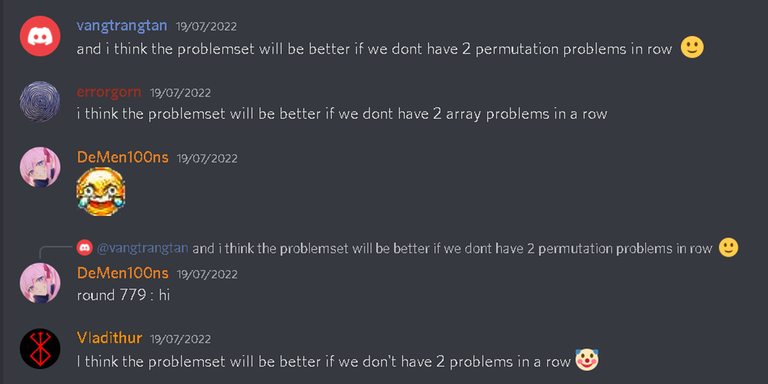 vangtrangtan 19/07/2022
and i think the problemset will be better if we dont have 2 permutation problems in row 🙂
errorgorn 19/07/2022
i think the problemset will be better if we dont have 2 array problems in a row
DeMen100ns 19/07/2022
@vangtrangtan and i think the problemset will be better if we dont have 2 permutation problems in row 🙂
DeMen100ns 19/07/2022
round 779 : hi
Vladithur 19/07/2022
I think the problemset will be better if we don't have 2 problems in a row 🤡